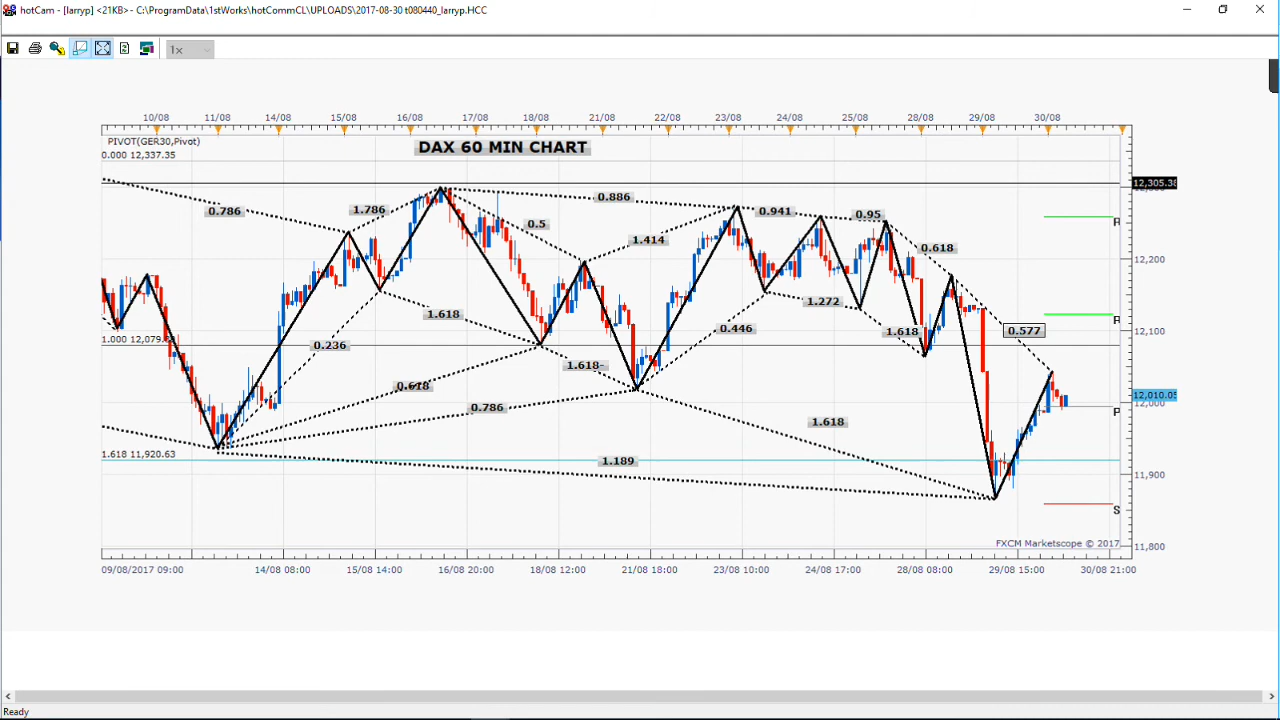 hotCam - [larryp] <21KB> - C:\ProgramData\1stWorks\hotCommCL\UPLOADS\2017-08-30 t080440_larryp.HCC
1x
10/08 11/08 14/08 15/08 16/08 17/08 18/08 21/08 22/08 23/08 24/08 25/08 28/08 29/08 30/08
PIVOT(GER30,Pivot)
DAX 60 MIN CHART
0.000 12,337.35
12,305.38
0.786 1.786 0.886 0.941 0.95
R
0.5
1.414
0.618
12,200
1.618 1.272
R
0.446 1.618 0.577
12,100
1.000 12,079.
0.236
1.618-
0.618
12,010.05
12,000
0.786
P
1.618
1.618 11,920.63
1.189
11,900
S
FXCM Marketscope © 2017
11,800
09/08/2017 09:00 14/08 08:00 15/08 14:00 16/08 20:00 18/08 12:00 21/08 18:00 23/08 10:00 24/08 17:00 28/08 08:00 29/08 15:00 30/08 21:00
Ready